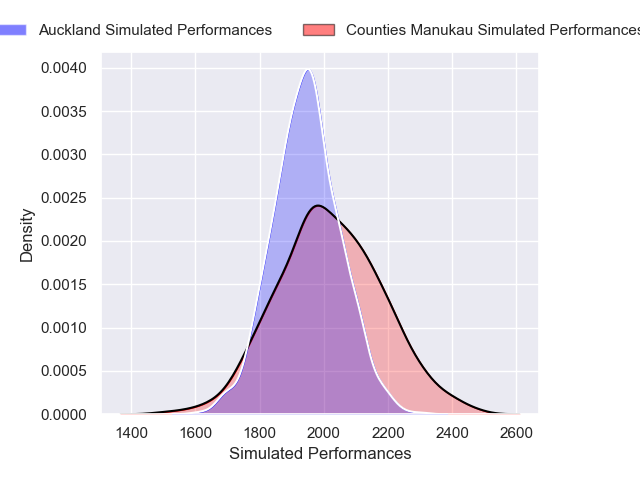 Auckland Simulated Performances
Counties Manukau Simulated Performances
0.0040
0.0035
0.0030
0.0025
0.0020
0.0015
0.0010
0.0005
0.0000
Density
1400 1600 1800 2000 2200 2400 2600
Simulated Performances